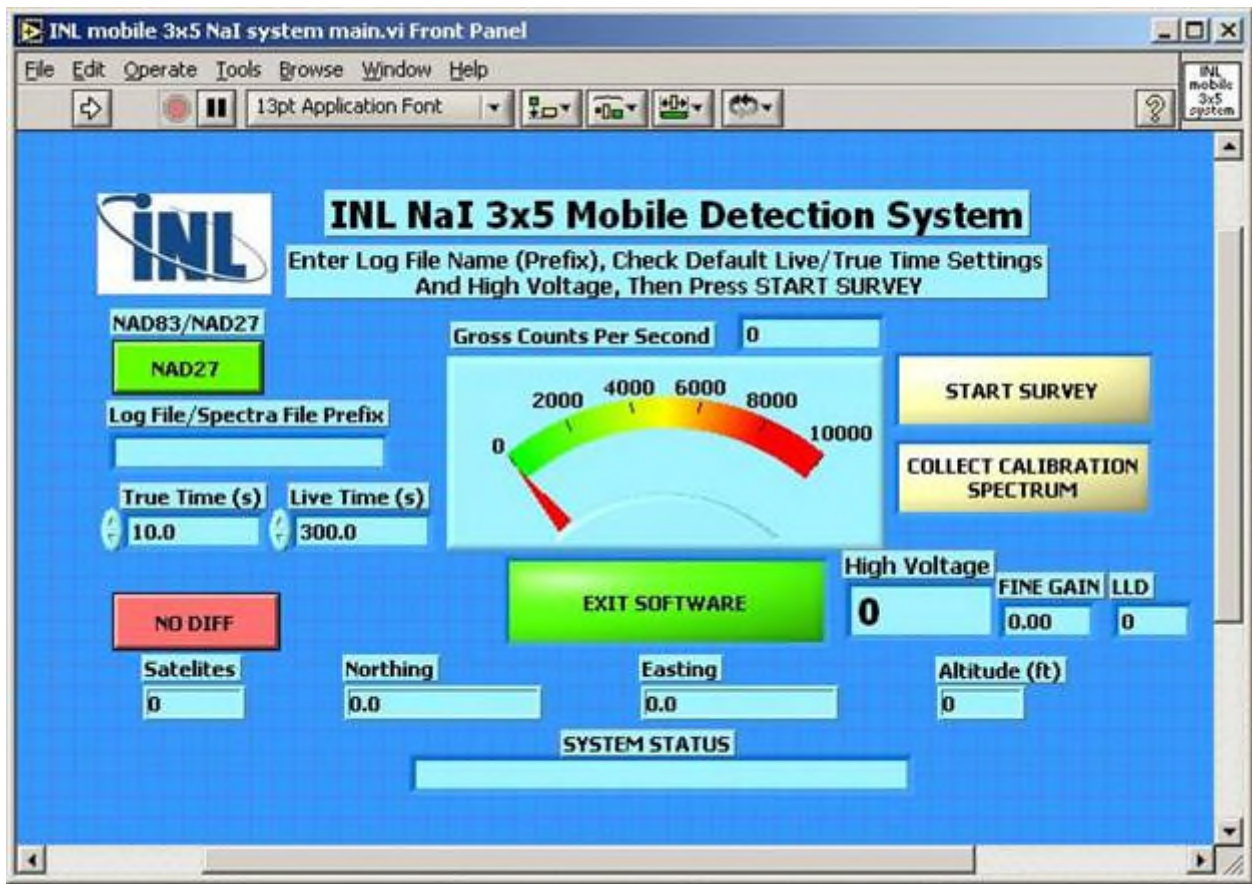 INL mobile 3x5 NaI system main.vi Front Panel
File Edit Operate Tools Browse Window Help
13pt Application Font
INL
mobile
3x5
system
INL
INL NaI 3x5 Mobile Detection System
Enter Log File Name (Prefix), Check Default Live/True Time Settings
And High Voltage, Then Press START SURVEY
NAD83/NAD27
NAD27
Gross Counts Per Second 0
0 2000 4000 6000 8000 10000
START SURVEY
Log File/Spectra File Prefix
COLLECT CALIBRATION
SPECTRUM
True Time (s) Live Time (s)
10.0 300.0
EXIT SOFTWARE
High Voltage FINE GAIN LLD
0 0.00 0
NO DIFF
Satelites Northing Easting Altitude (ft)
0 0.0 0.0 0
SYSTEM STATUS